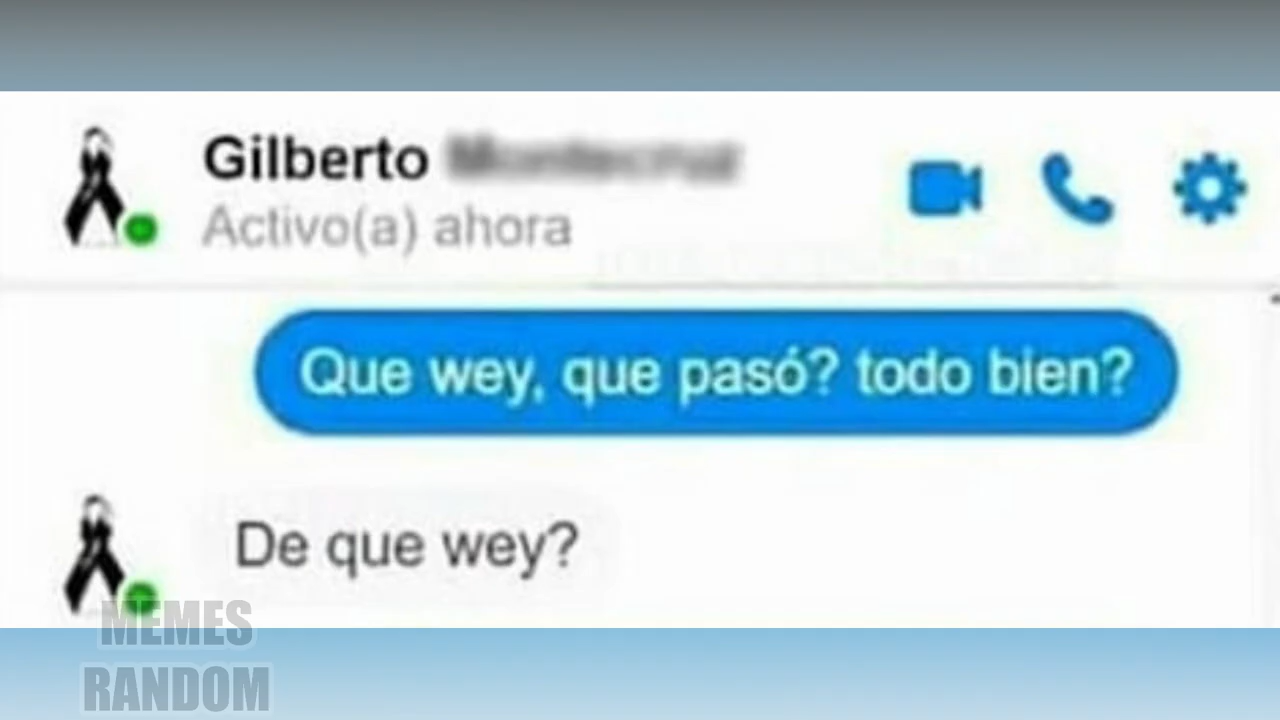 Gilberto
Activo(a) ahora
Que wey, que pasó? todo bien?
De que wey?
MEMES
RANDOM